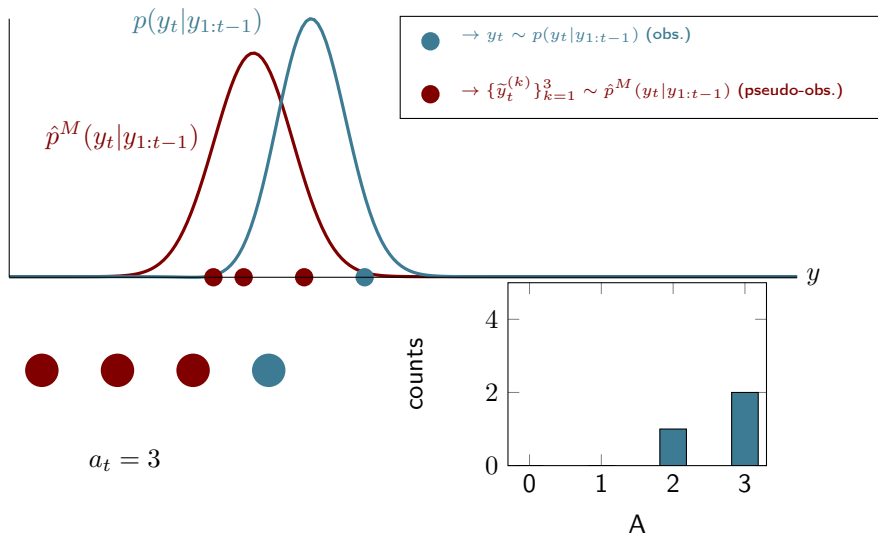 p(y_t|y_{1:t−1})
→ y_t ∼ p(y_t|y_{1:t−1}) (obs.)
→ {ỹ_t^{(k)}}_{k=1}^3 ∼ p̂^M(y_t|y_{1:t−1}) (pseudo-obs.)
p̂^M(y_t|y_{1:t−1})
y
4
2
0
counts
0 1 2 3
A
a_t = 3